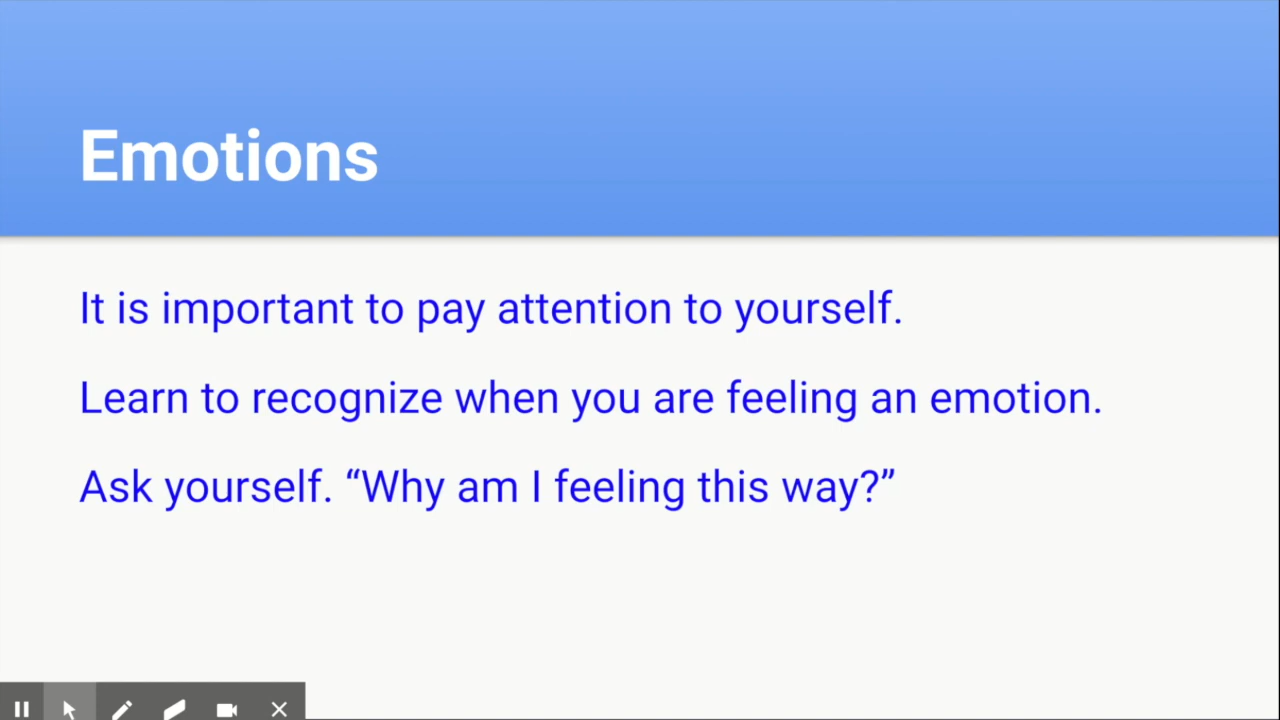 Emotions
It is important to pay attention to yourself.
Learn to recognize when you are feeling an emotion.
Ask yourself. “Why am I feeling this way?”